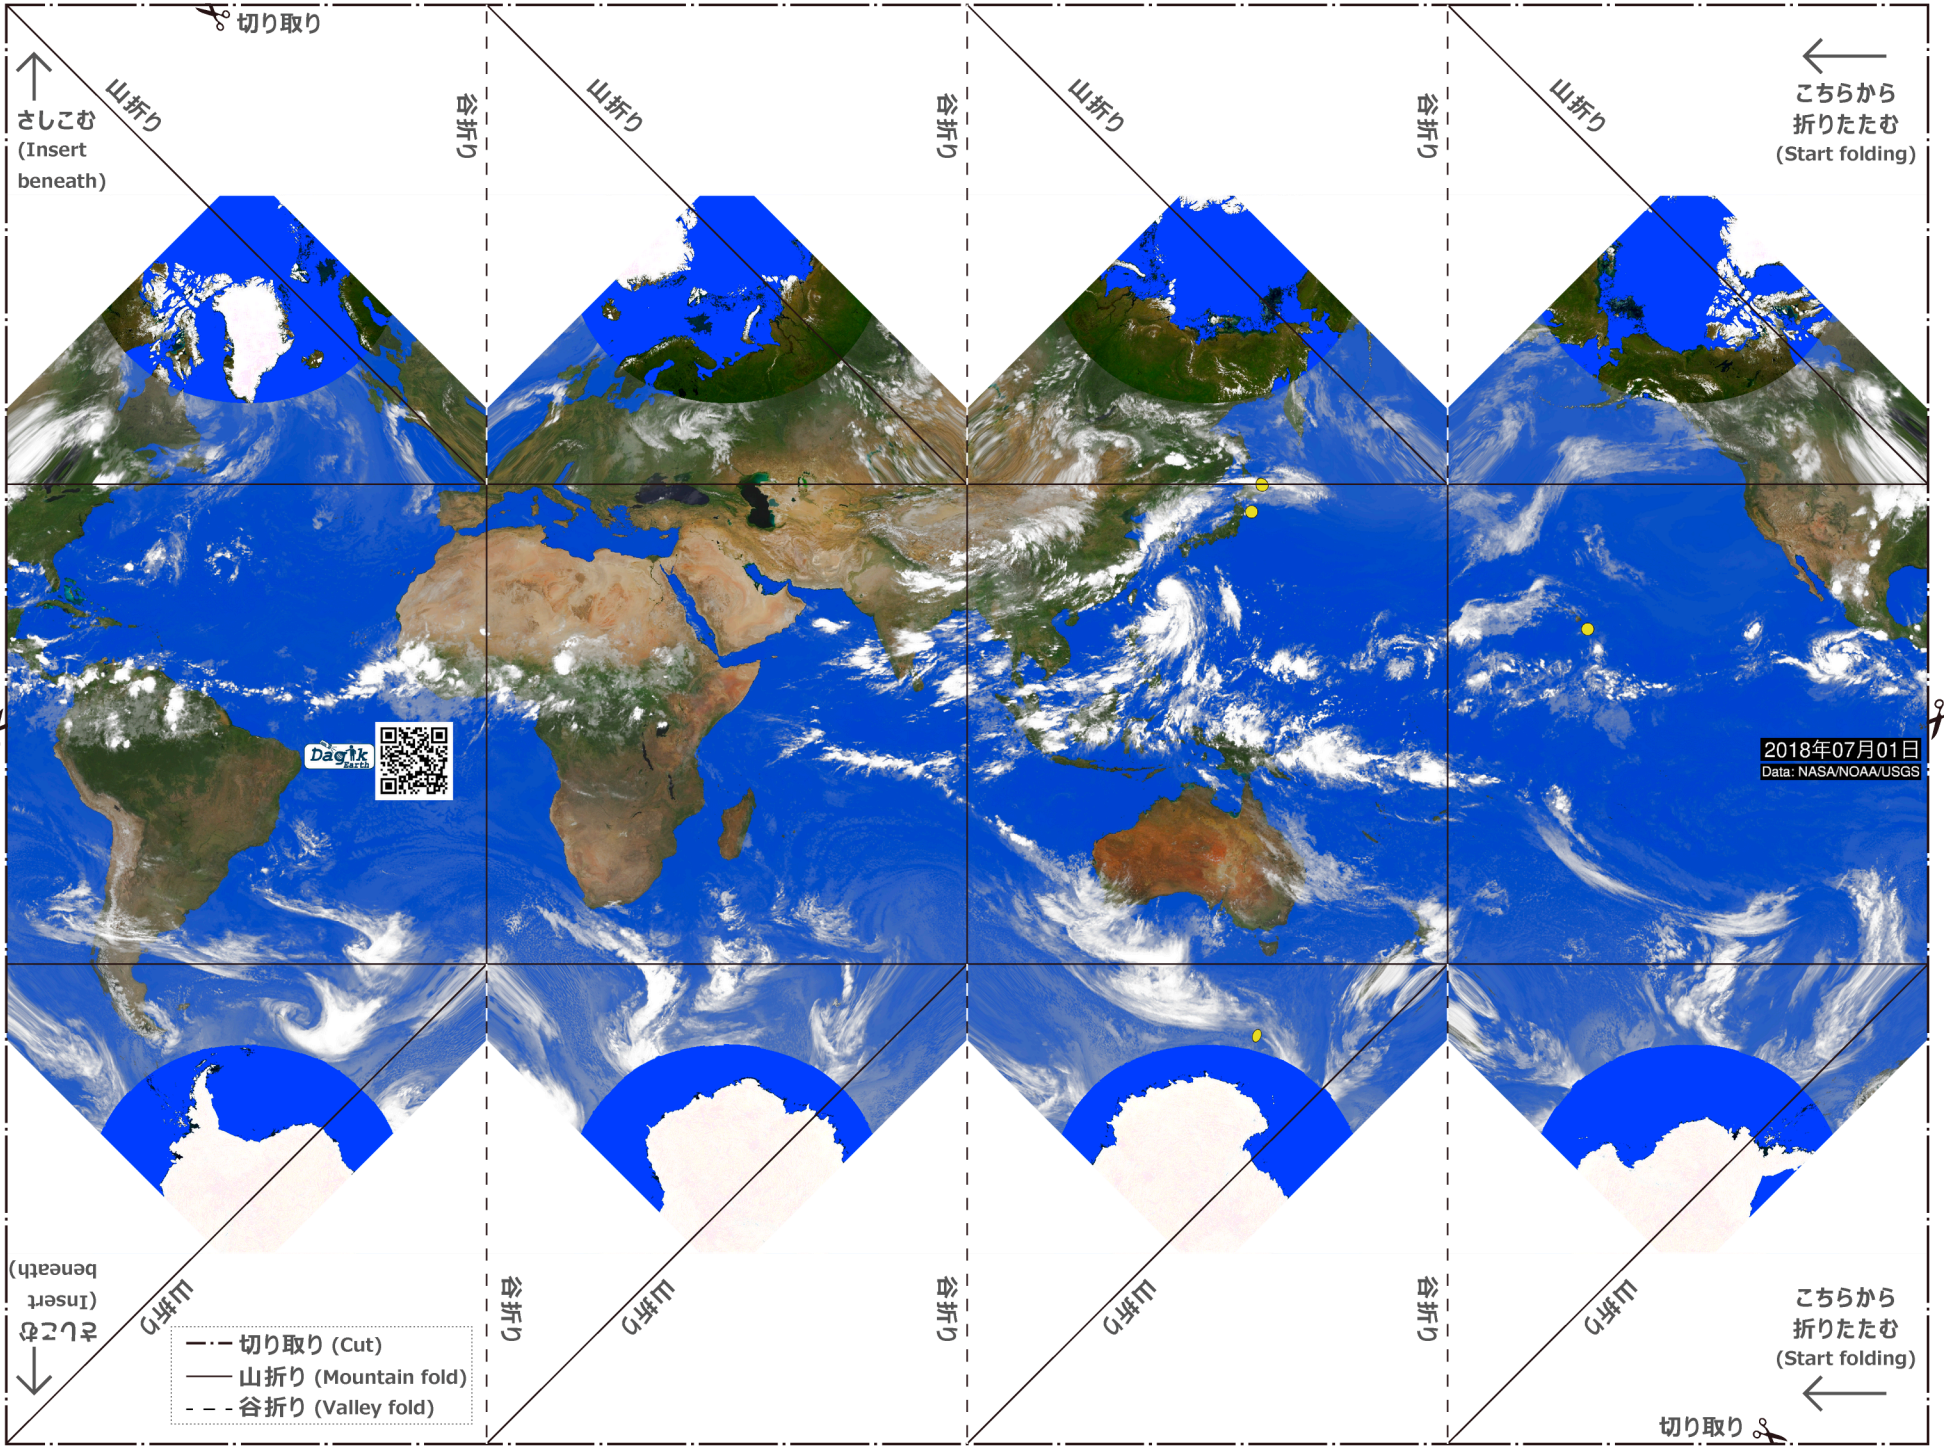 切り取り
さしこむ
(Insert
beneath)
山折り
谷折り
山折り
谷折り
山折り
谷折り
山折り
こちらから
折りたたむ
(Start folding)
Dagik
Earth
2018年07月01日
Data: NASA/NOAA/USGS
さしこむ
(Insert
beneath)
山折り
谷折り
山折り
谷折り
山折り
谷折り
山折り
こちらから
折りたたむ
(Start folding)
切り取り (Cut)
山折り (Mountain fold)
谷折り (Valley fold)
切り取り